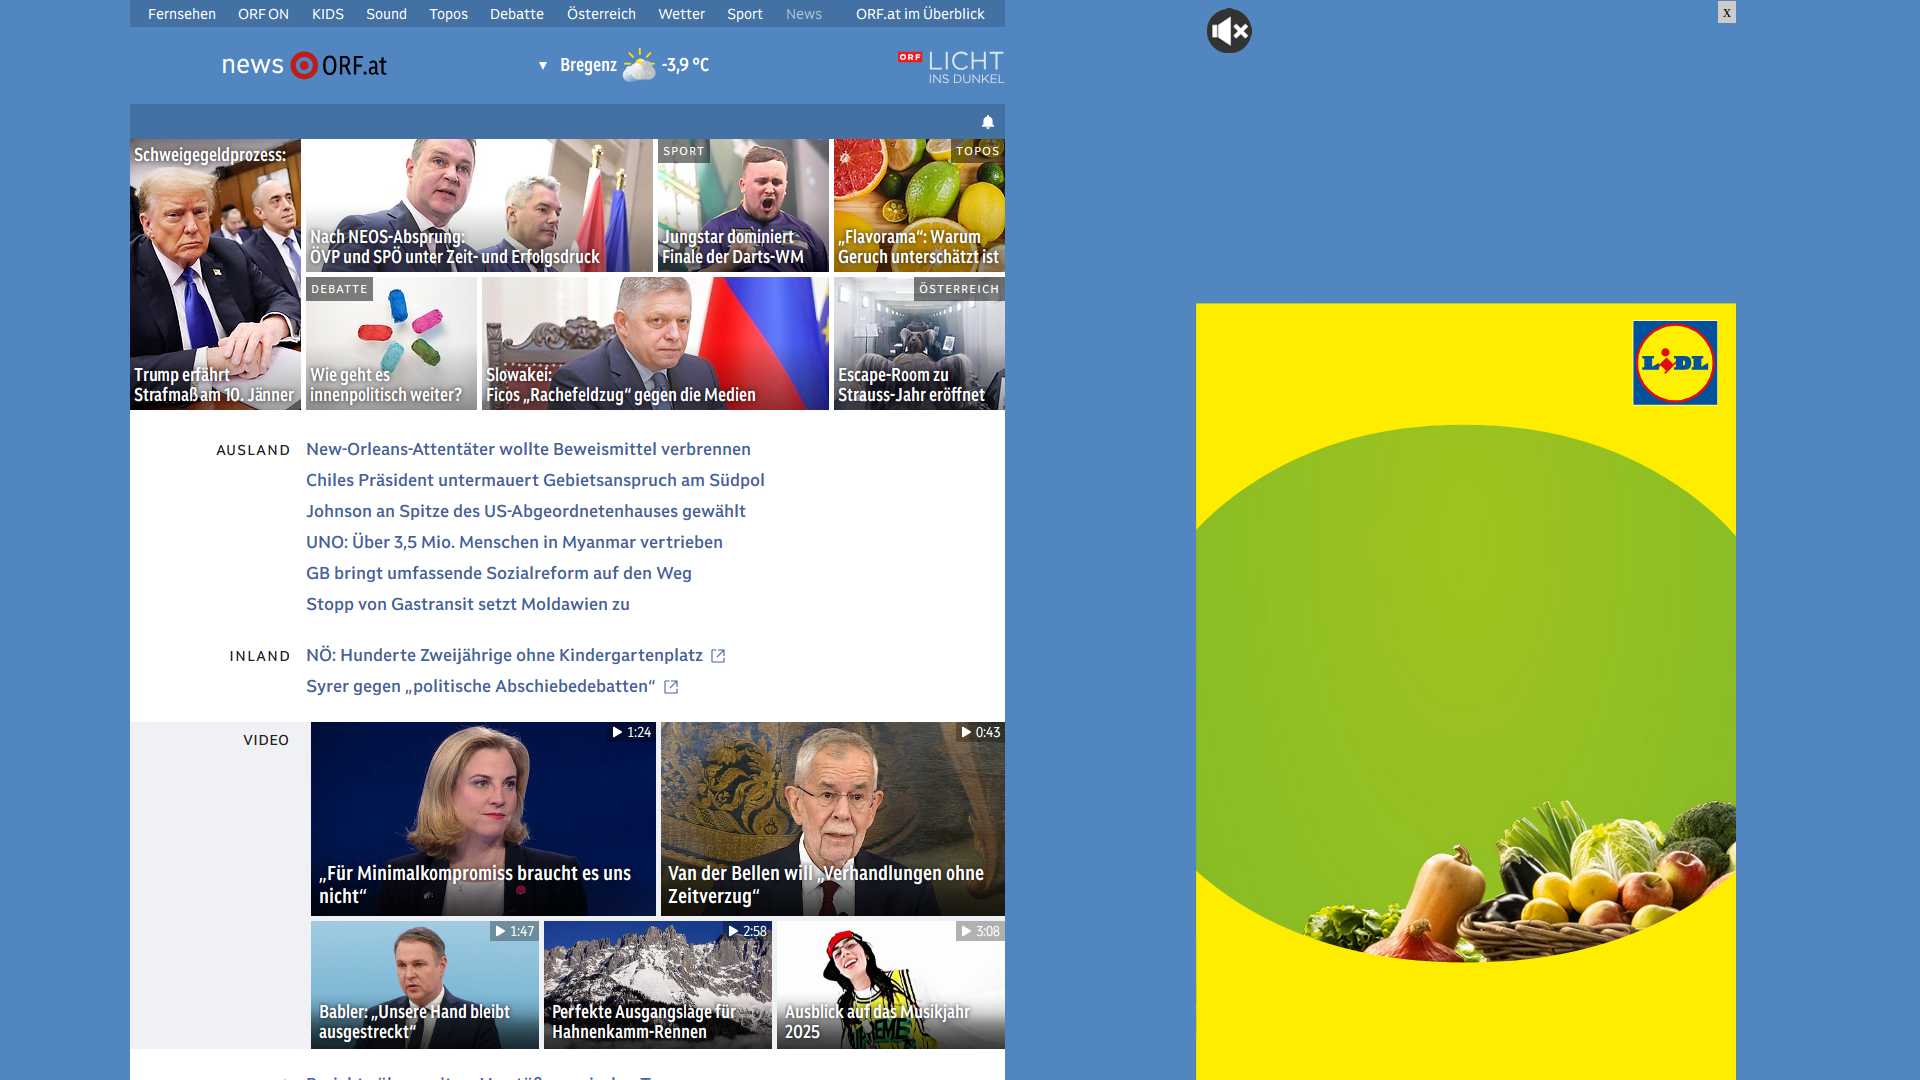 Fernsehen ORF ON KIDS Sound Topos Debatte Österreich Wetter Sport News ORF.at im Überblick
x
news ORF.at
▼ Bregenz -3,9 °C
ORF LICHT
INS DUNKEL
Schweigegeldprozess:
Trump erfährt
Strafmaß am 10. Jänner
Nach NEOS-Absprung:
ÖVP und SPÖ unter Zeit- und Erfolgsdruck
SPORT
Jungstar dominiert
Finale der Darts-WM
TOPOS
„Flavorama“: Warum
Geruch unterschätzt ist
DEBATTE
Wie geht es
innenpolitisch weiter?
Slowakei:
Ficos „Rachefeldzug“ gegen die Medien
ÖSTERREICH
Escape-Room zu
Strauss-Jahr eröffnet
LIDL
AUSLAND
New-Orleans-Attentäter wollte Beweismittel verbrennen
Chiles Präsident untermauert Gebietsanspruch am Südpol
Johnson an Spitze des US-Abgeordnetenhauses gewählt
UNO: Über 3,5 Mio. Menschen in Myanmar vertrieben
GB bringt umfassende Sozialreform auf den Weg
Stopp von Gastransit setzt Moldawien zu
INLAND
NÖ: Hunderte Zweijährige ohne Kindergartenplatz
Syrer gegen „politische Abschiebedebatten“
VIDEO
1:24
„Für Minimalkompromiss braucht es uns
nicht“
0:43
Van der Bellen will „Verhandlungen ohne
Zeitverzug“
1:47
Babler: „Unsere Hand bleibt
ausgestreckt“
2:58
Perfekte Ausgangslage für
Hahnenkamm-Rennen
3:08
Ausblick auf das Musikjahr
2025